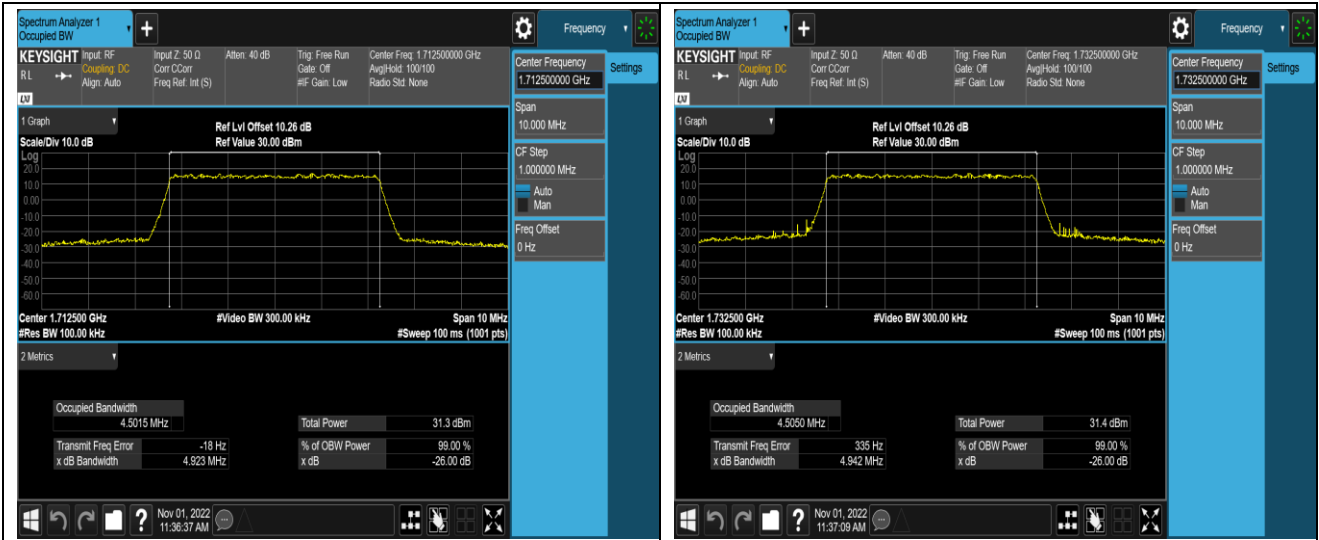 Spectrum Analyzer 1
Occupied BW
Frequency
KEYSIGHT Input: RF Input Z: 50 Ω Atten: 40 dB Trig: Free Run Center Freq: 1.712500000 GHz
Coupling: DC Corr CCorr Gate: Off Avg|Hold: 100/100
RL Align: Auto Freq Ref: Int (S) #IF Gain: Low Radio Std: None
LXI
Center Frequency
1.712500000 GHz
Settings
Span
10.000 MHz
CF Step
1.000000 MHz
Auto
Man
Freq Offset
0 Hz
1 Graph
Ref Lvl Offset 10.26 dB
Scale/Div 10.0 dB Ref Value 30.00 dBm
Log
20.0
10.0
0.00
-10.0
-20.0
-30.0
-40.0
-50.0
-60.0
Center 1.712500 GHz #Video BW 300.00 kHz Span 10 MHz
#Res BW 100.00 kHz #Sweep 100 ms (1001 pts)
2 Metrics
Occupied Bandwidth
4.5015 MHz Total Power 31.3 dBm
Transmit Freq Error -18 Hz % of OBW Power 99.00 %
x dB Bandwidth 4.923 MHz x dB -26.00 dB
? Nov 01, 2022
11:36:37 AM
Spectrum Analyzer 1
Occupied BW
Frequency
KEYSIGHT Input: RF Input Z: 50 Ω Atten: 40 dB Trig: Free Run Center Freq: 1.732500000 GHz
Coupling: DC Corr CCorr Gate: Off Avg|Hold: 100/100
RL Align: Auto Freq Ref: Int (S) #IF Gain: Low Radio Std: None
LXI
Center Frequency
1.732500000 GHz
Settings
Span
10.000 MHz
CF Step
1.000000 MHz
Auto
Man
Freq Offset
0 Hz
1 Graph
Ref Lvl Offset 10.26 dB
Scale/Div 10.0 dB Ref Value 30.00 dBm
Log
20.0
10.0
0.00
-10.0
-20.0
-30.0
-40.0
-50.0
-60.0
Center 1.732500 GHz #Video BW 300.00 kHz Span 10 MHz
#Res BW 100.00 kHz #Sweep 100 ms (1001 pts)
2 Metrics
Occupied Bandwidth
4.5050 MHz Total Power 31.4 dBm
Transmit Freq Error 335 Hz % of OBW Power 99.00 %
x dB Bandwidth 4.942 MHz x dB -26.00 dB
? Nov 01, 2022
11:37:09 AM